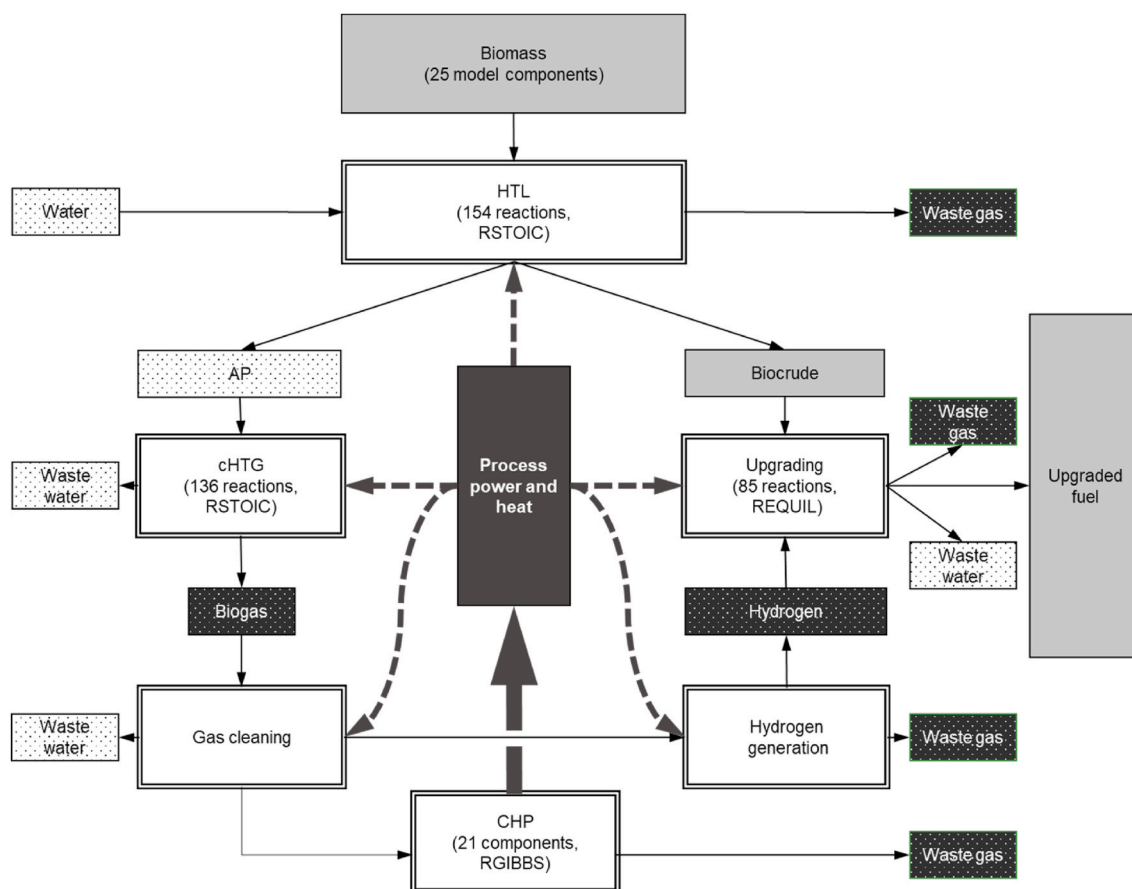 Biomass
(25 model components)
HTL
(154 reactions,
RSTOIC)
Water
Waste gas
AP
Biocrude
cHTG
(136 reactions,
RSTOIC)
Waste
water
Process
power and
heat
Upgrading
(85 reactions,
REQUIL)
Waste
gas
Waste
water
Upgraded
fuel
Biogas
Hydrogen
Waste
water
Gas cleaning
Hydrogen
generation
Waste gas
CHP
(21 components,
RGIBBS)
Waste gas